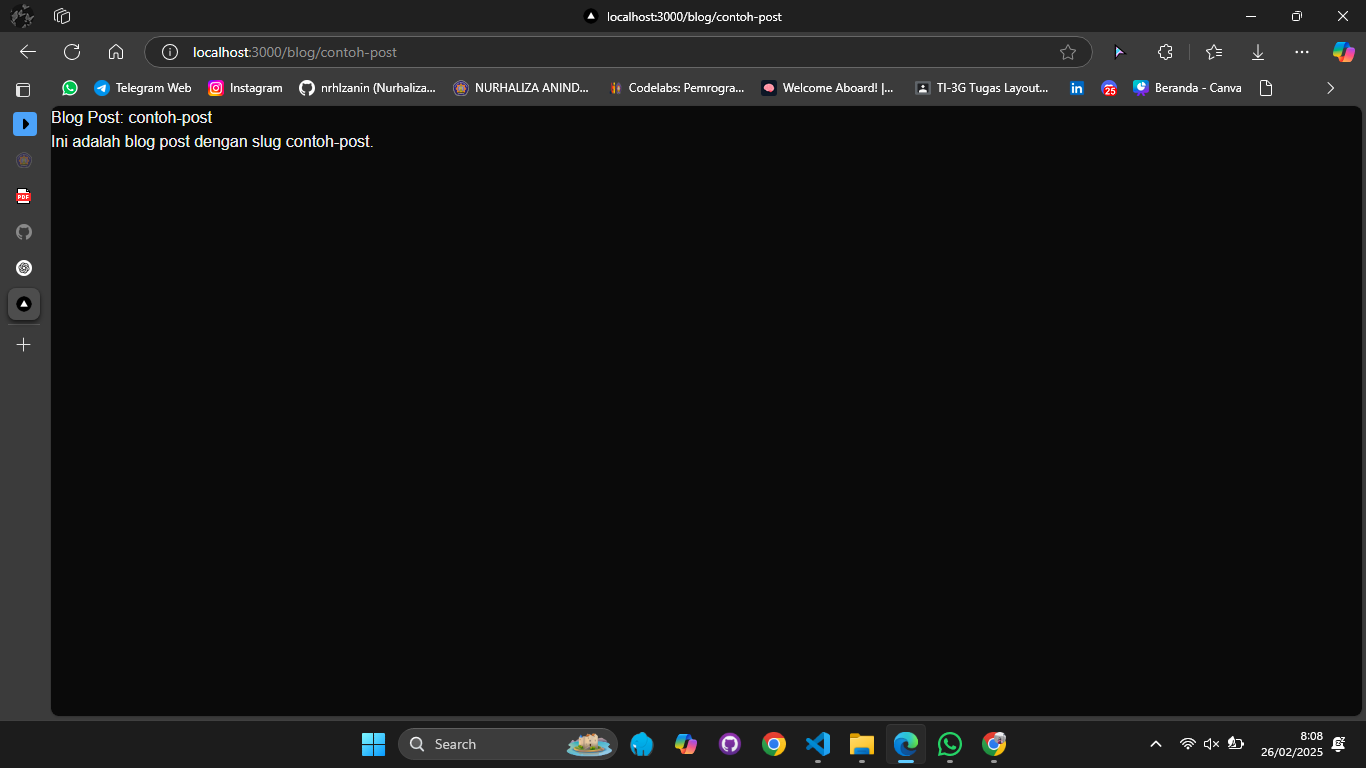 localhost:3000/blog/contoh-post
localhost:3000/blog/contoh-post
Telegram Web
Instagram
nrhlzanin (Nurhaliza...
NURHALIZA ANIND...
Codelabs: Pemrogra...
Welcome Aboard! |...
TI-3G Tugas Layout...
in
25
Beranda - Canva
Blog Post: contoh-post
Ini adalah blog post dengan slug contoh-post.
PDF
Search
8:08
26/02/2025